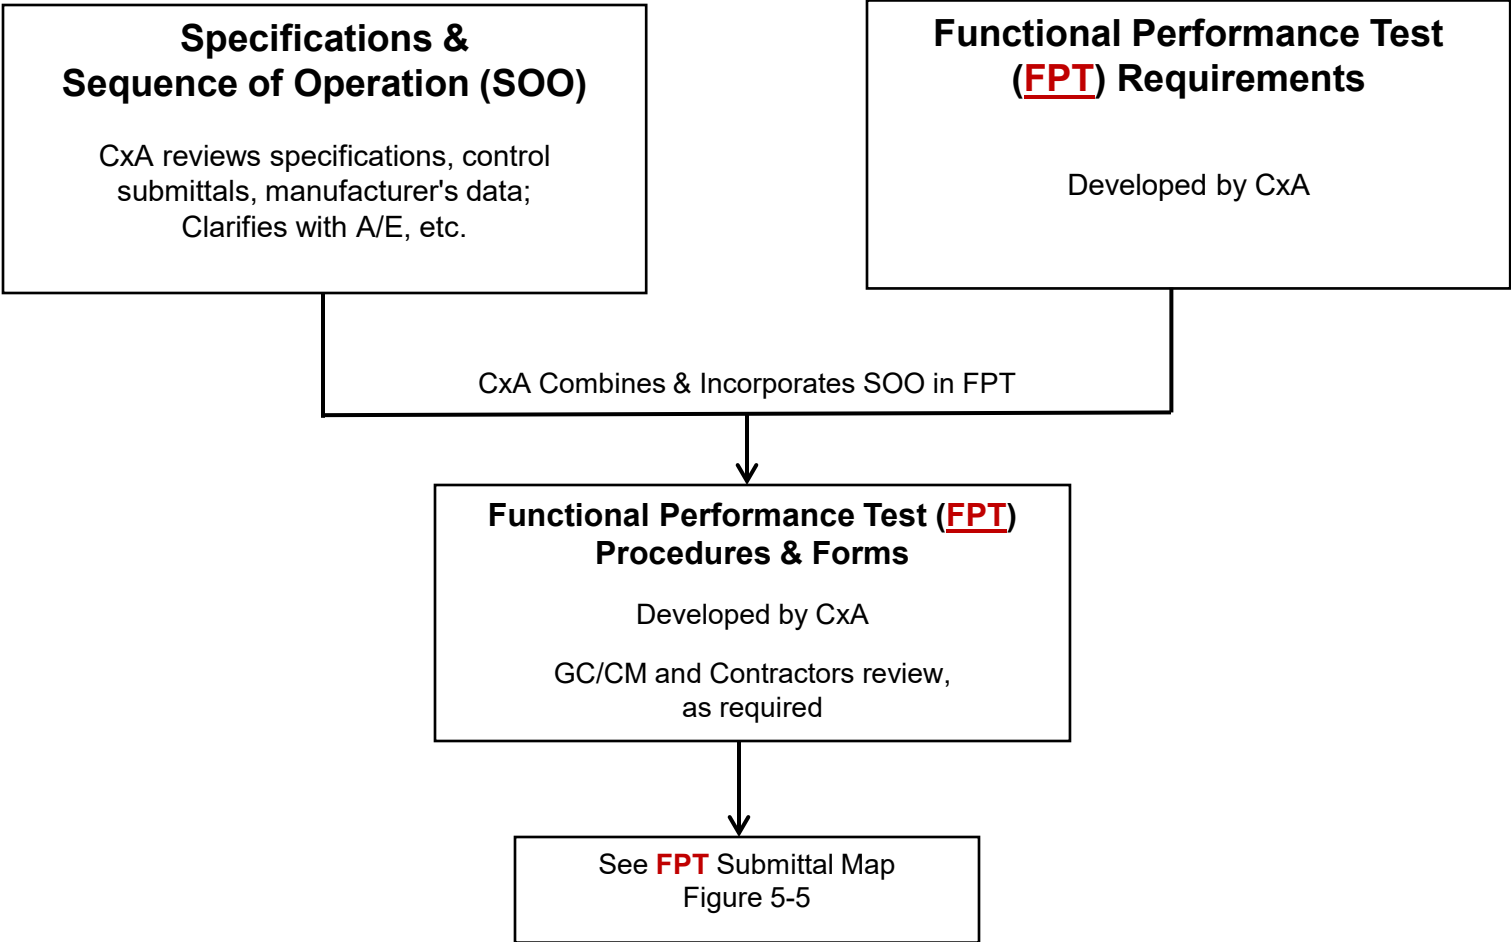 Specifications &
Sequence of Operation (SOO)
CxA reviews specifications, control
submittals, manufacturer's data;
Clarifies with A/E, etc.
Functional Performance Test
(FPT) Requirements
Developed by CxA
CxA Combines & Incorporates SOO in FPT
Functional Performance Test (FPT)
Procedures & Forms
Developed by CxA
GC/CM and Contractors review,
as required
See FPT Submittal Map
Figure 5-5